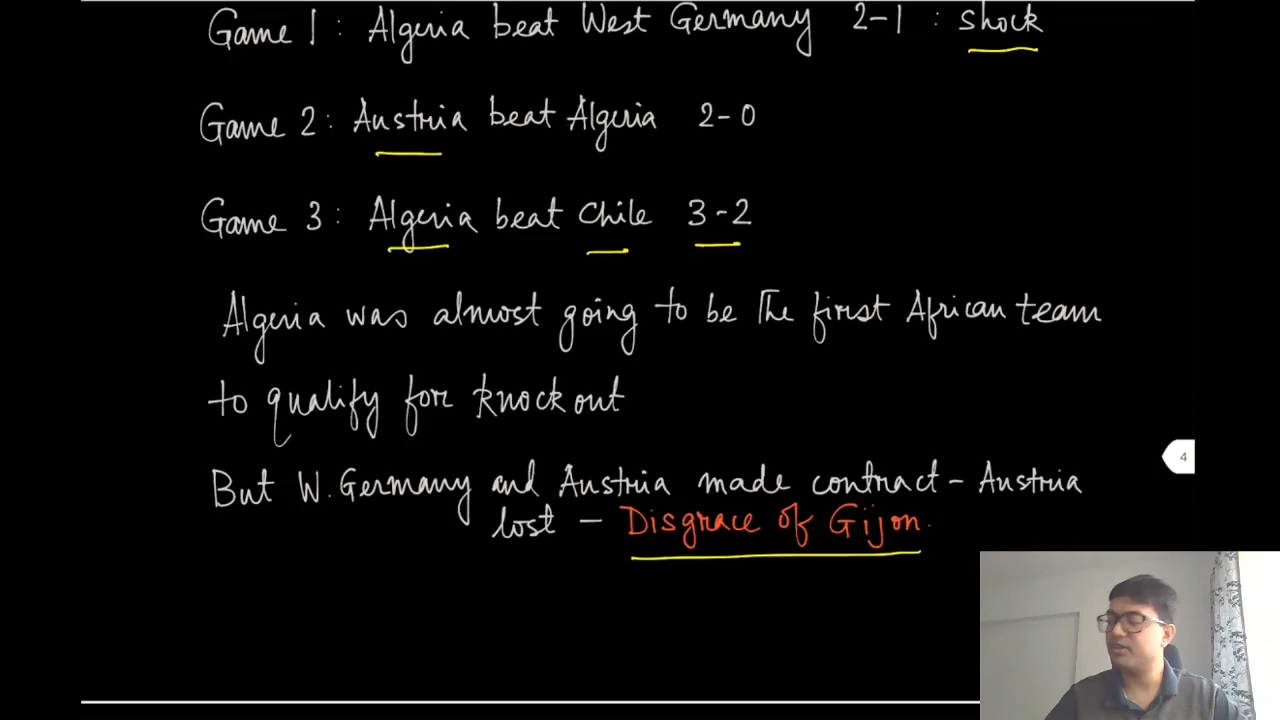 Game 1: Algeria beat West Germany 2-1 : shock
Game 2: Austria beat Algeria 2-0
Game 3: Algeria beat Chile 3-2
Algeria was almost going to be the first African team
to qualify for knockout
But W. Germany and Austria made contract - Austria
lost - Disgrace of Gijon.
4